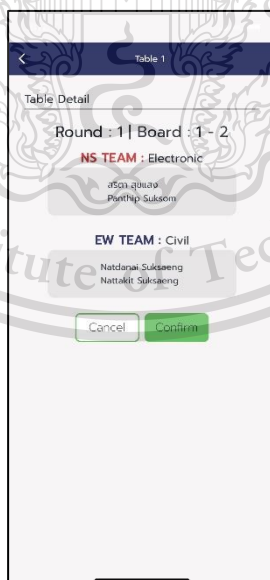 Table 1
Table Detail
Round : 1 | Board : 1 - 2
NS TEAM : Electronic
สริตา สุขแสง
Panthip Suksom
EW TEAM : Civil
Natdanai Suksaeng
Nattakit Suksaeng
Cancel
Confirm